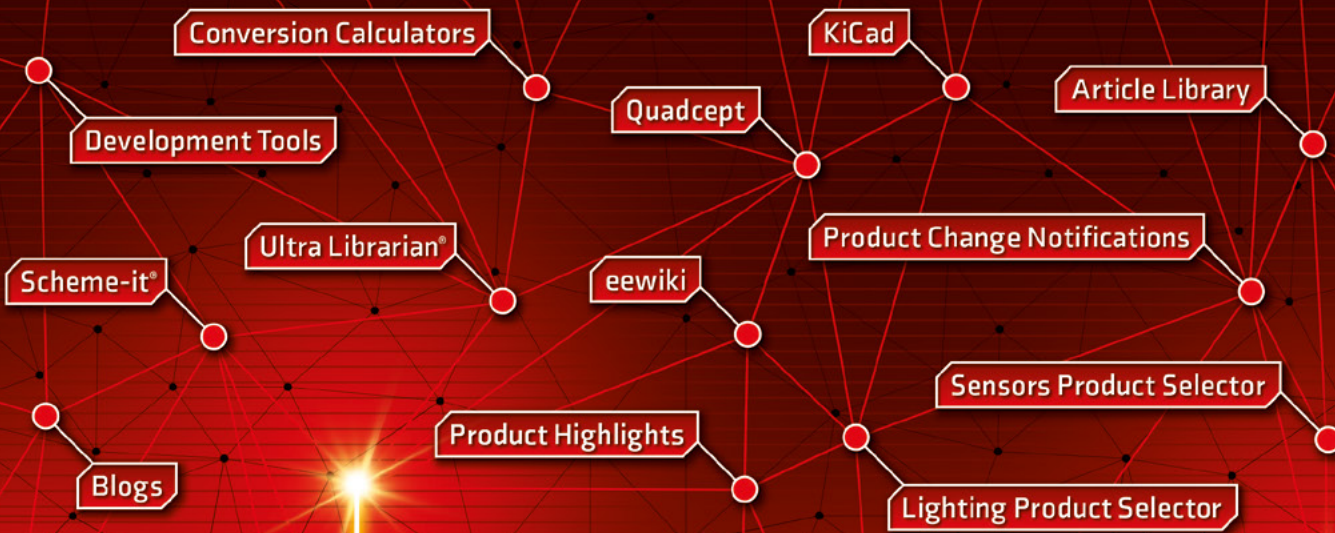 Conversion Calculators
KiCad
Article Library
Quadcept
Development Tools
Product Change Notifications
Ultra Librarian®
Scheme-it®
eewiki
Sensors Product Selector
Product Highlights
Blogs
Lighting Product Selector